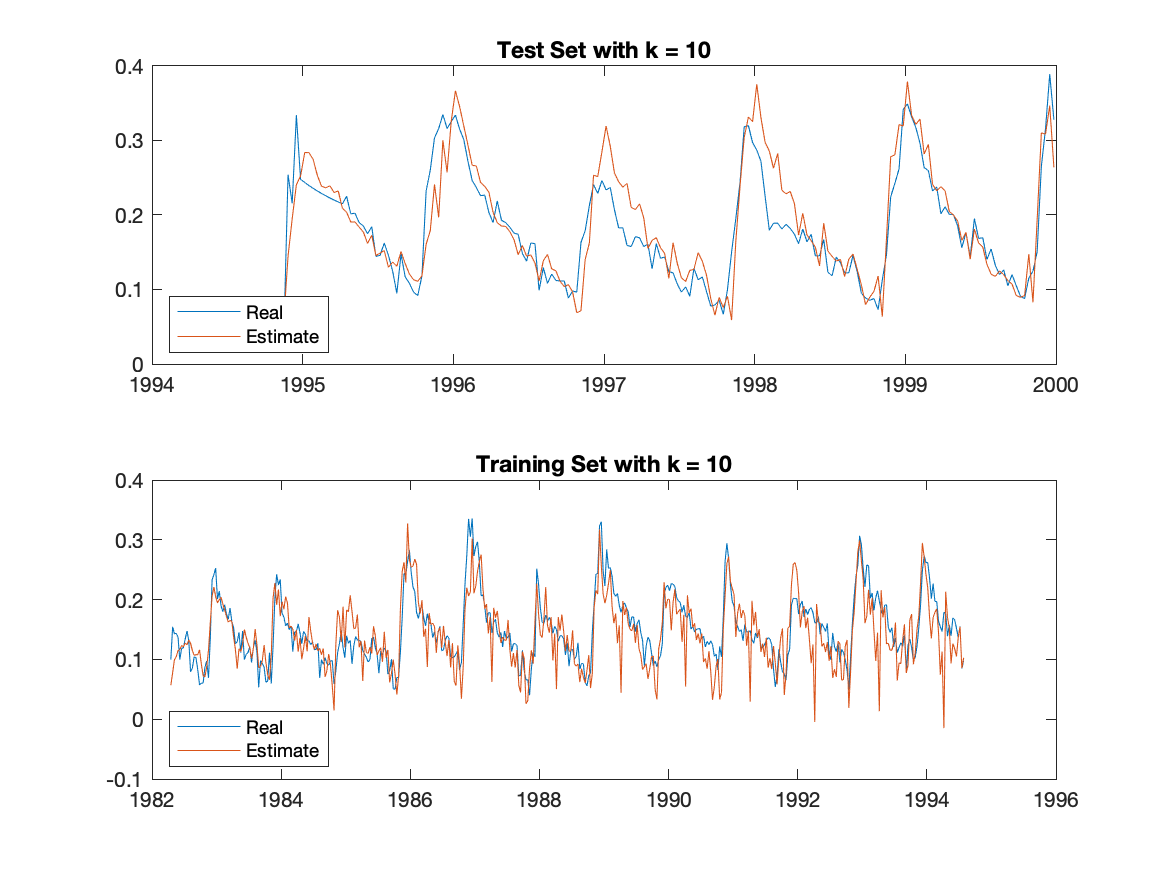 Test Set with k = 10
0.4
0.3
0.2
0.1
0
Real
Estimate
1994 1995 1996 1997 1998 1999 2000
Training Set with k = 10
0.4
0.3
0.2
0.1
0
-0.1
Real
Estimate
1982 1984 1986 1988 1990 1992 1994 1996